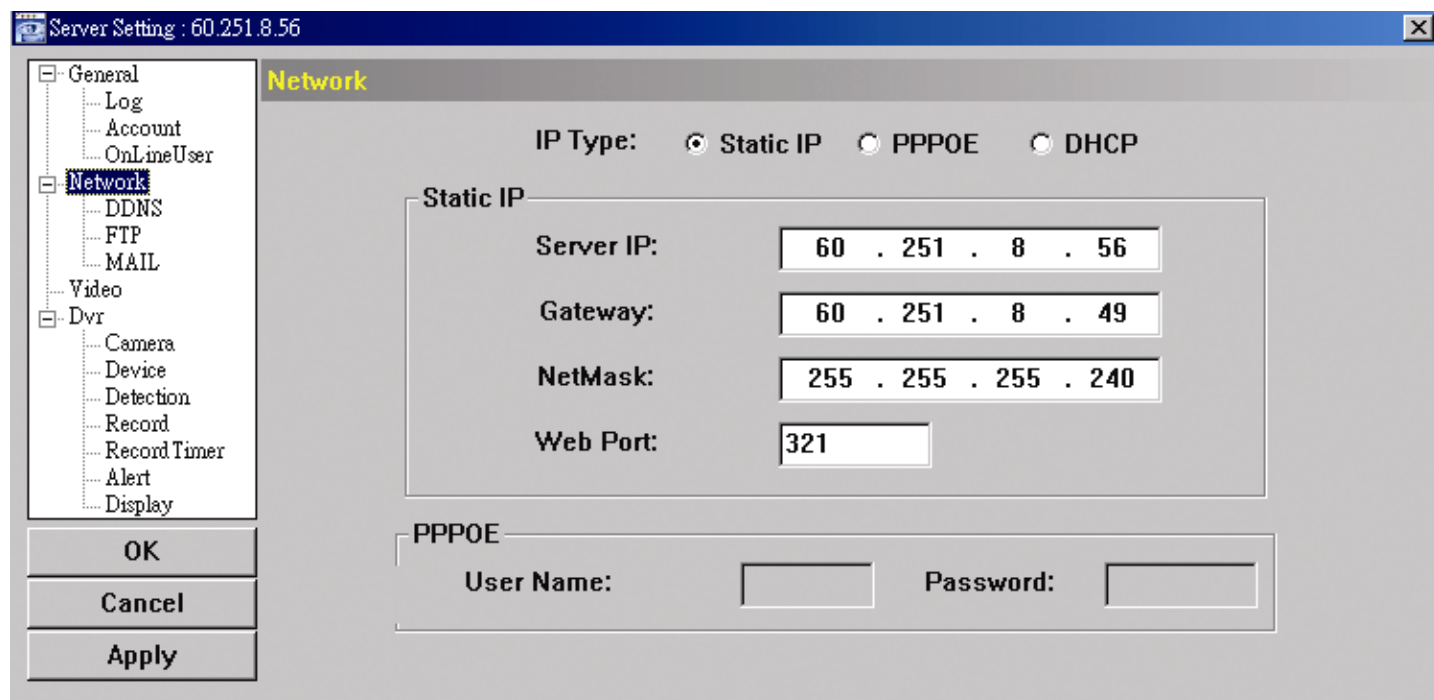 Server Setting : 60.251.8.56
General
Log
Account
OnLineUser
Network
DDNS
FTP
MAIL
Video
Dvr
Camera
Device
Detection
Record
Record Timer
Alert
Display
OK
Cancel
Apply
Network
IP Type: Static IP PPPOE DHCP
Static IP
Server IP: 60 . 251 . 8 . 56
Gateway: 60 . 251 . 8 . 49
NetMask: 255 . 255 . 255 . 240
Web Port: 321
PPPOE
User Name: Password: